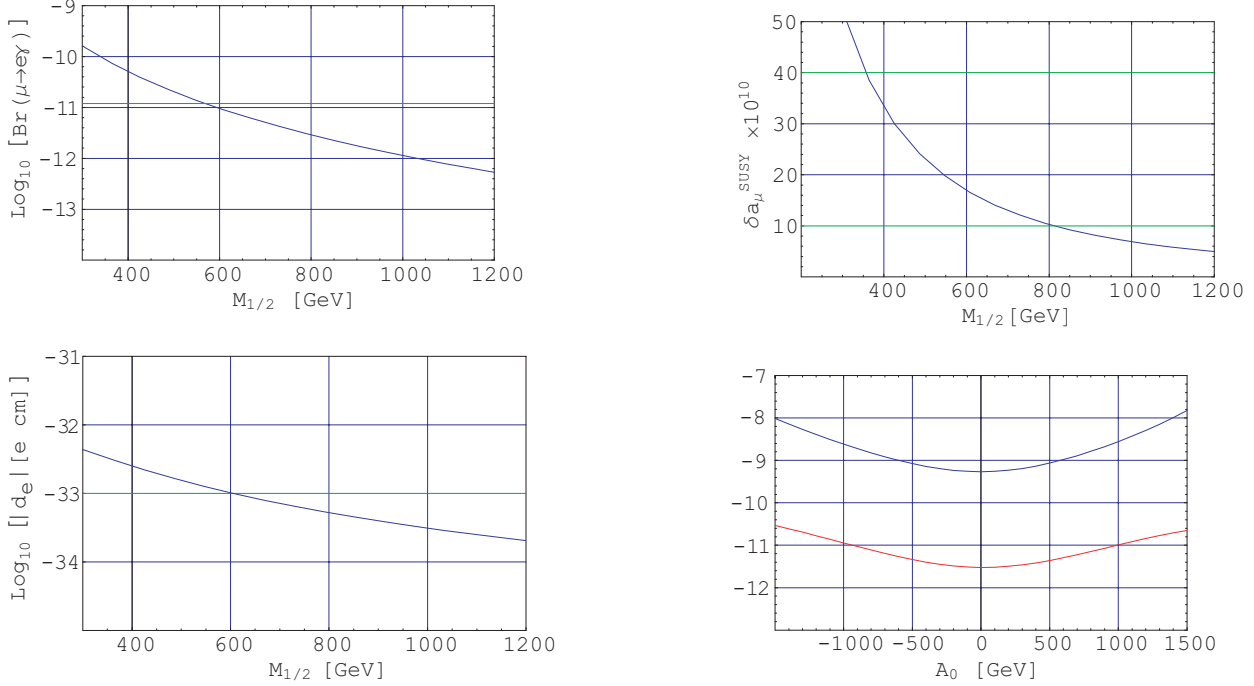 Log10 [Br(μ→eγ)]
-9
-10
-11
-12
-13
400 600 800 1000 1200
M1/2 [GeV]
δaμSUSY ×10^10
50
40
30
20
10
400 600 800 1000 1200
M1/2[GeV]
Log10 [|de|[e cm]]
-31
-32
-33
-34
400 600 800 1000 1200
M1/2 [GeV]
-7
-8
-9
-10
-11
-12
-1000 -500 0 500 1000 1500
A0 [GeV]